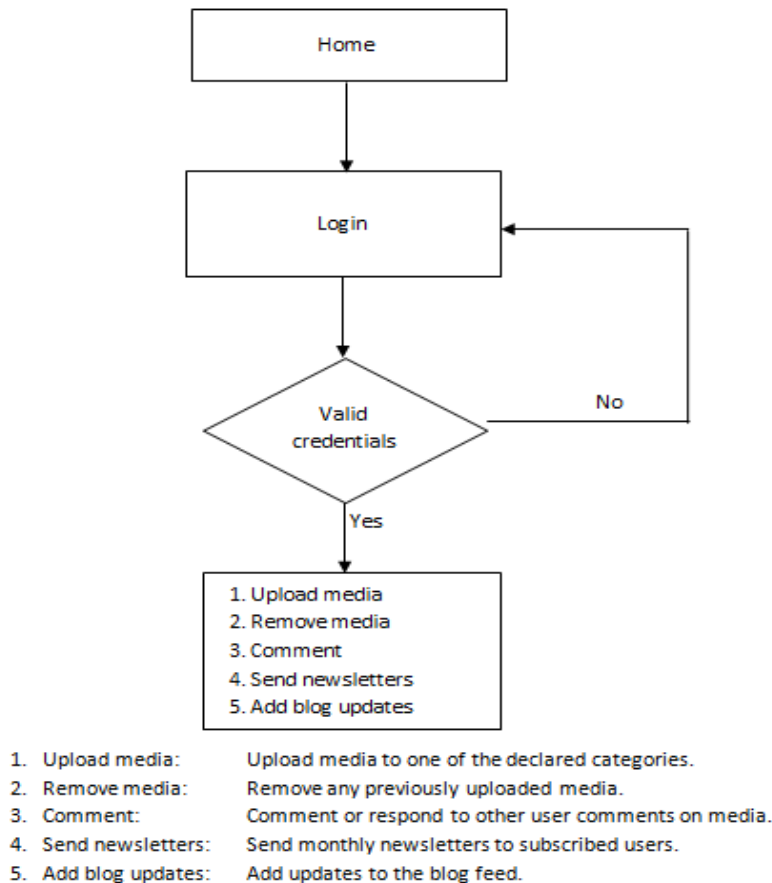 Home
Login
No
Valid
credentials
Yes
1. Upload media
2. Remove media
3. Comment
4. Send newsletters
5. Add blog updates
1. Upload media: Upload media to one of the declared categories.
2. Remove media: Remove any previously uploaded media.
3. Comment: Comment or respond to other user comments on media.
4. Send newsletters: Send monthly newsletters to subscribed users.
5. Add blog updates: Add updates to the blog feed.